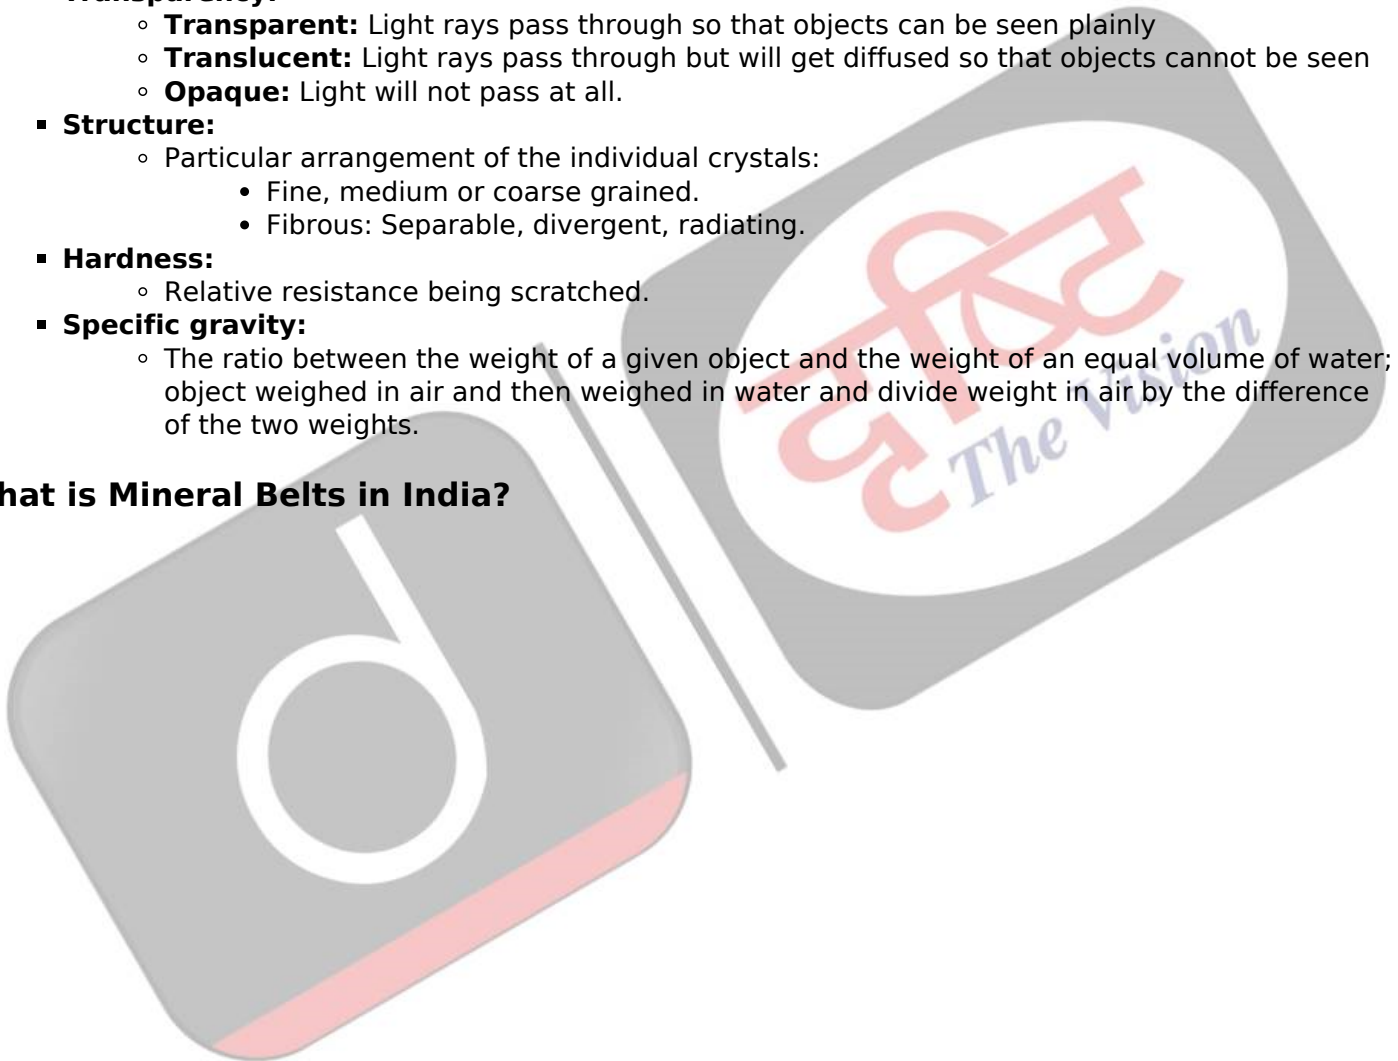 Transparency:
◦ Transparent: Light rays pass through so that objects can be seen plainly
◦ Translucent: Light rays pass through but will get diffused so that objects cannot be seen
◦ Opaque: Light will not pass at all.
▪ Structure:
◦ Particular arrangement of the individual crystals:
• Fine, medium or coarse grained.
• Fibrous: Separable, divergent, radiating.
▪ Hardness:
◦ Relative resistance being scratched.
▪ Specific gravity:
◦ The ratio between the weight of a given object and the weight of an equal volume of water;
object weighed in air and then weighed in water and divide weight in air by the difference
of the two weights.
hat is Mineral Belts in India?
d
दृष्टि
The Vision